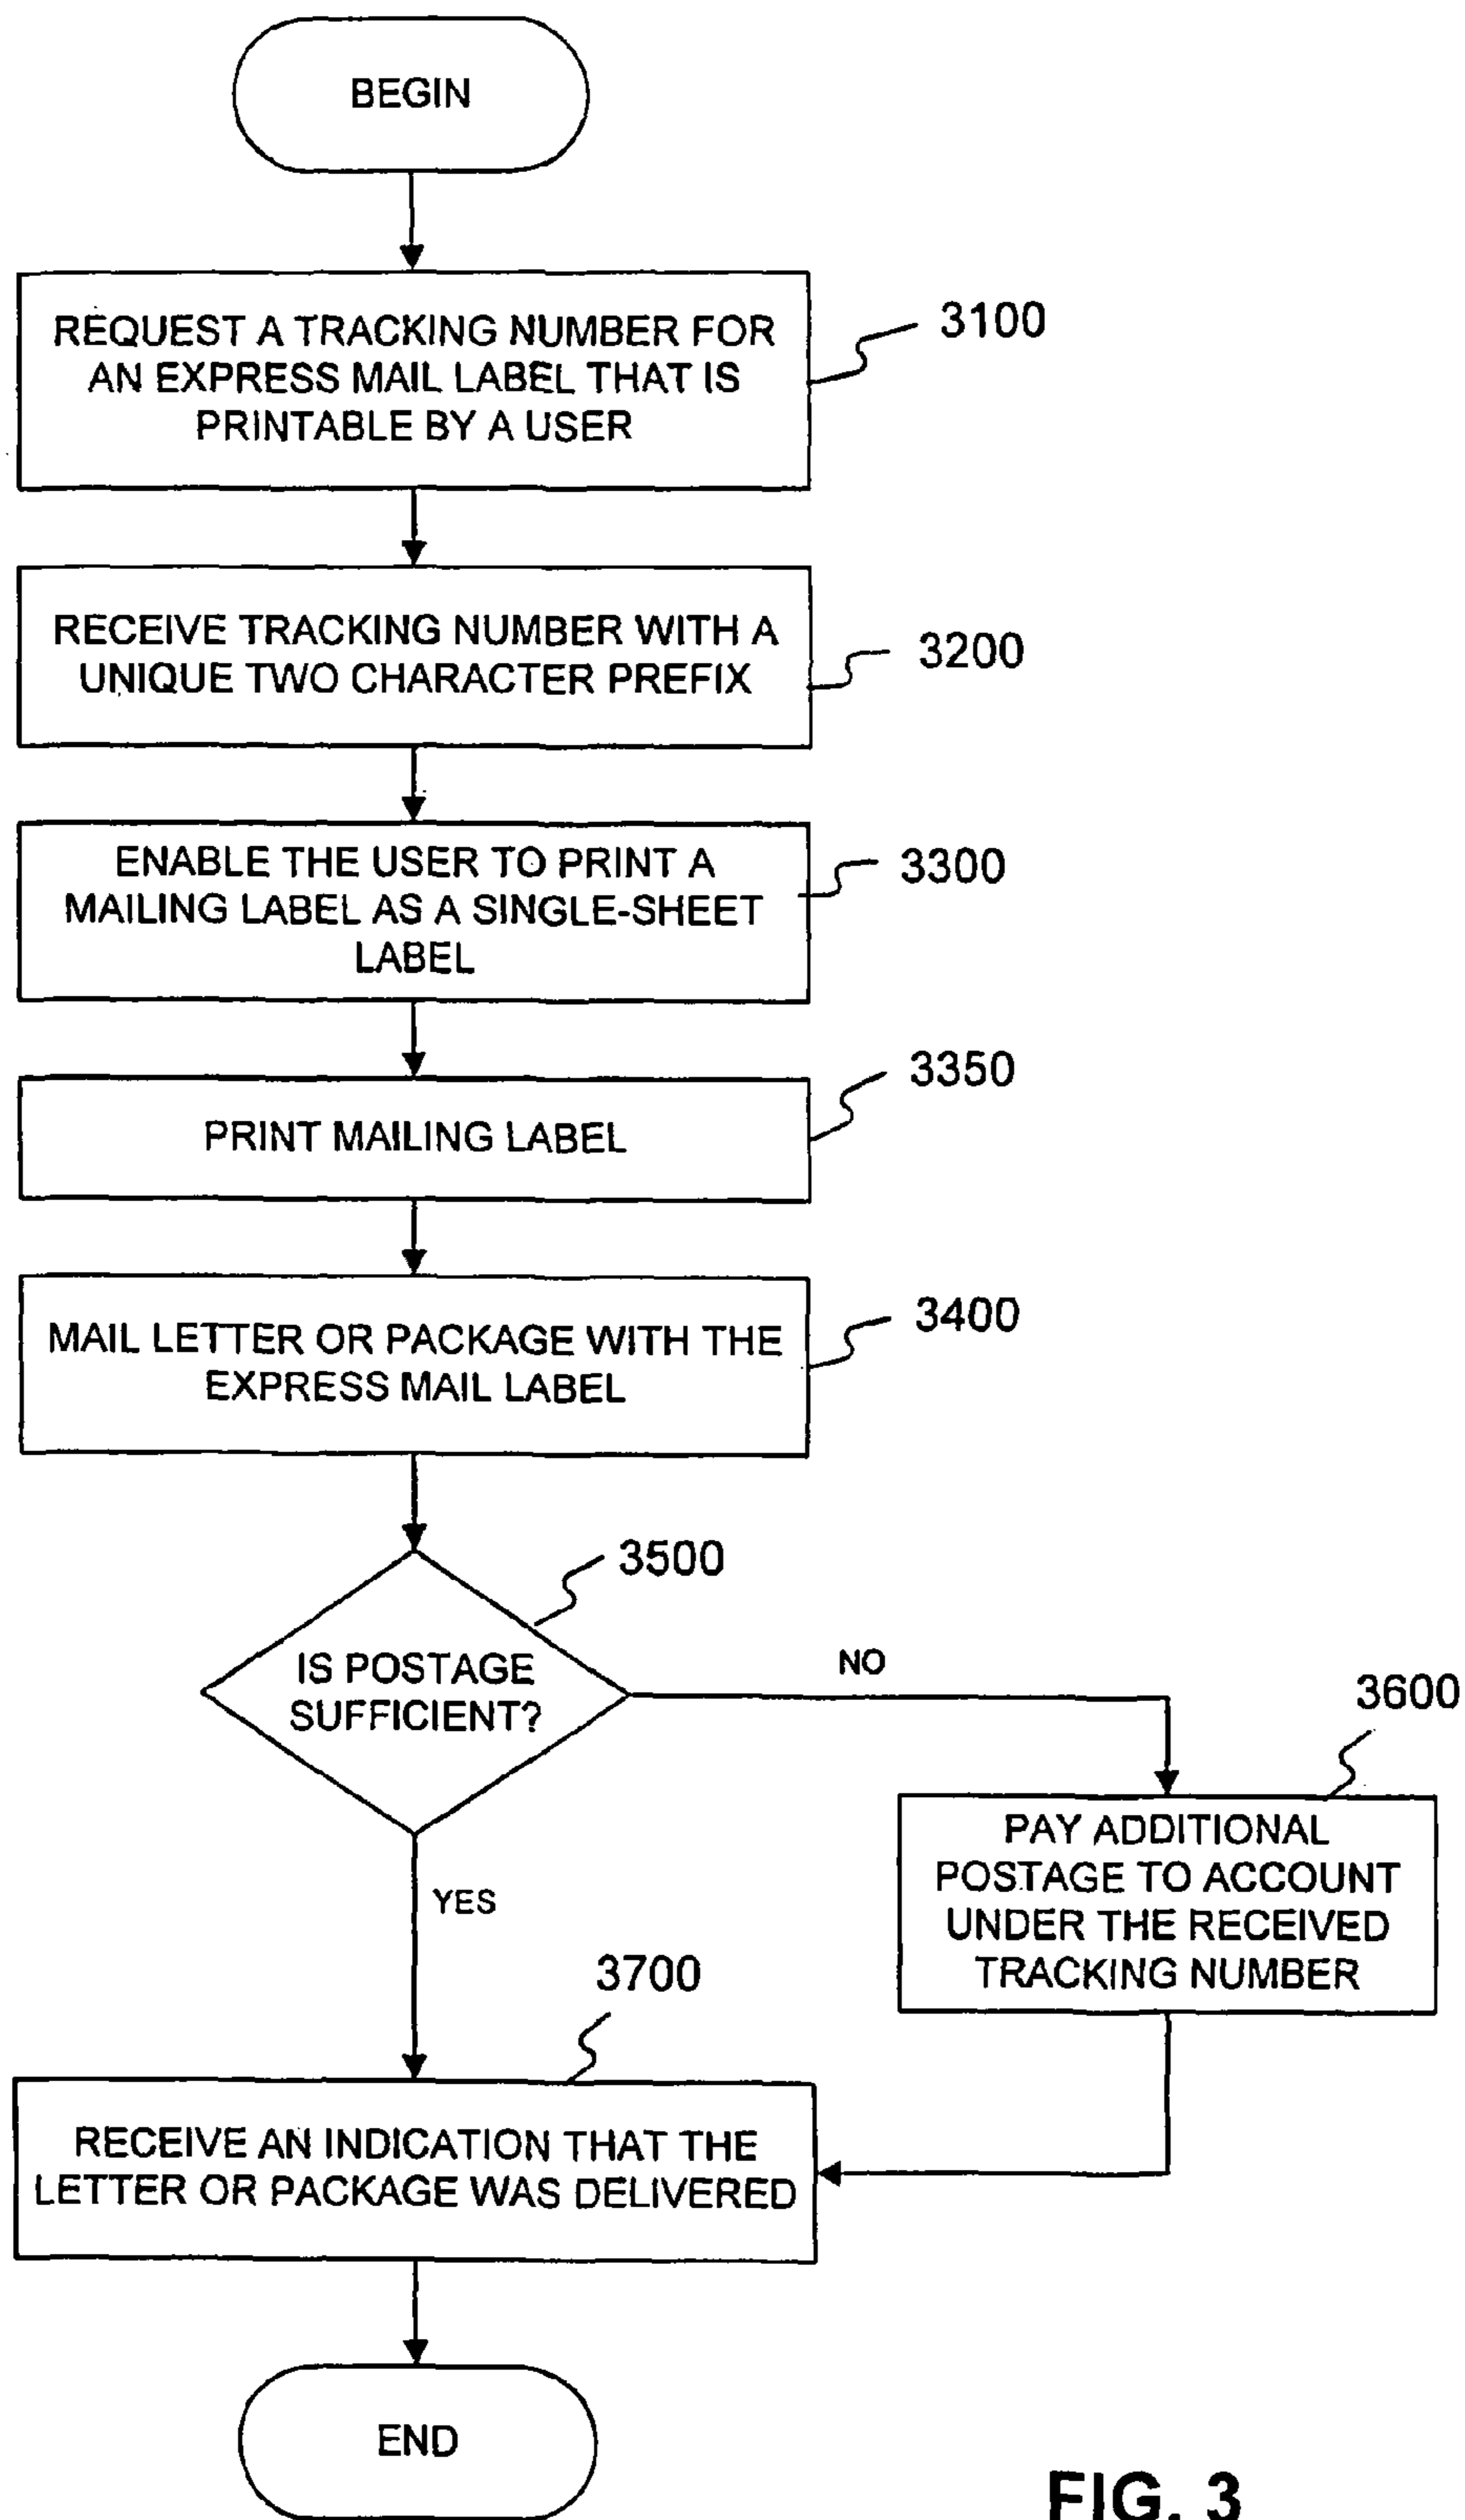 BEGIN
REQUEST A TRACKING NUMBER FOR
AN EXPRESS MAIL LABEL THAT IS
PRINTABLE BY A USER
3100
RECEIVE TRACKING NUMBER WITH A
UNIQUE TWO CHARACTER PREFIX
3200
ENABLE THE USER TO PRINT A
MAILING LABEL AS A SINGLE-SHEET
LABEL
3300
PRINT MAILING LABEL
3350
MAIL LETTER OR PACKAGE WITH THE
EXPRESS MAIL LABEL
3400
IS POSTAGE
SUFFICIENT?
3500
NO
3600
PAY ADDITIONAL
POSTAGE TO ACCOUNT
UNDER THE RECEIVED
TRACKING NUMBER
YES
3700
RECEIVE AN INDICATION THAT THE
LETTER OR PACKAGE WAS DELIVERED
END
FIG. 3